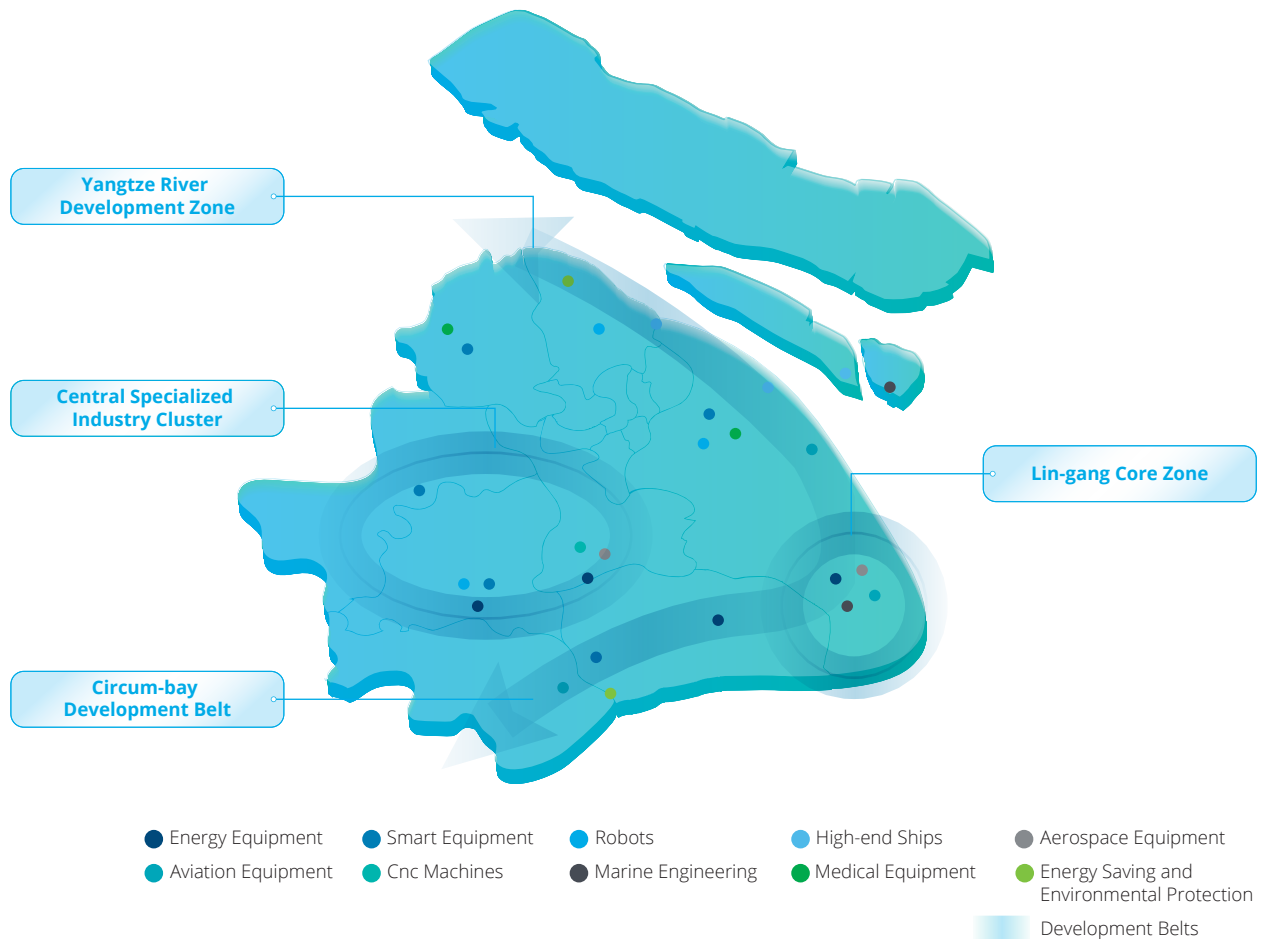 Yangtze River
Development Zone
Central Specialized
Industry Cluster
Lin-gang Core Zone
Circum-bay
Development Belt
Energy Equipment
Smart Equipment
Robots
High-end Ships
Aerospace Equipment
Aviation Equipment
Cnc Machines
Marine Engineering
Medical Equipment
Energy Saving and
Environmental Protection
Development Belts